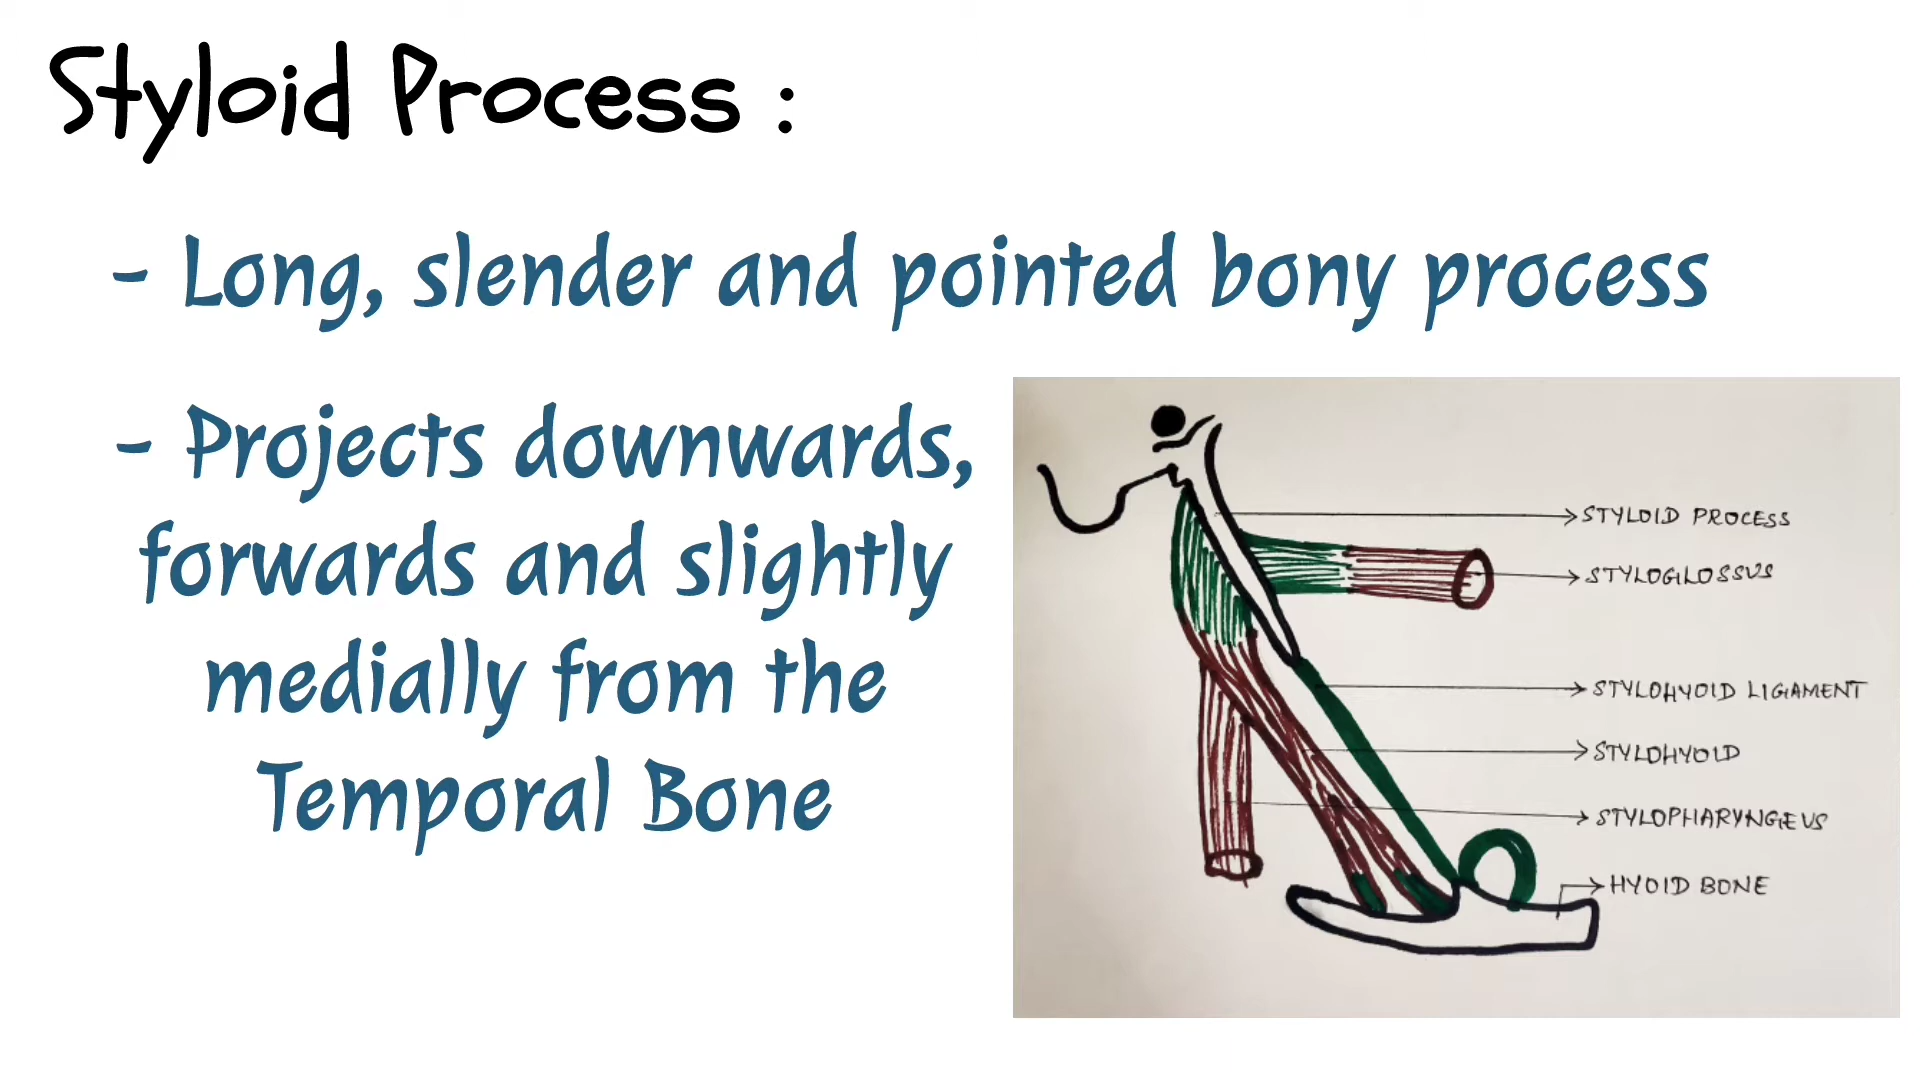 Styloid Process :
- Long, slender and pointed bony process
- Projects downwards,
forwards and slightly
medially from the
Temporal Bone
STYLOID PROCESS
STYLOGLOSSUS
STYLOHYOID LIGAMENT
STYLOHYOID
STYLOPHARYNGEUS
HYOID BONE